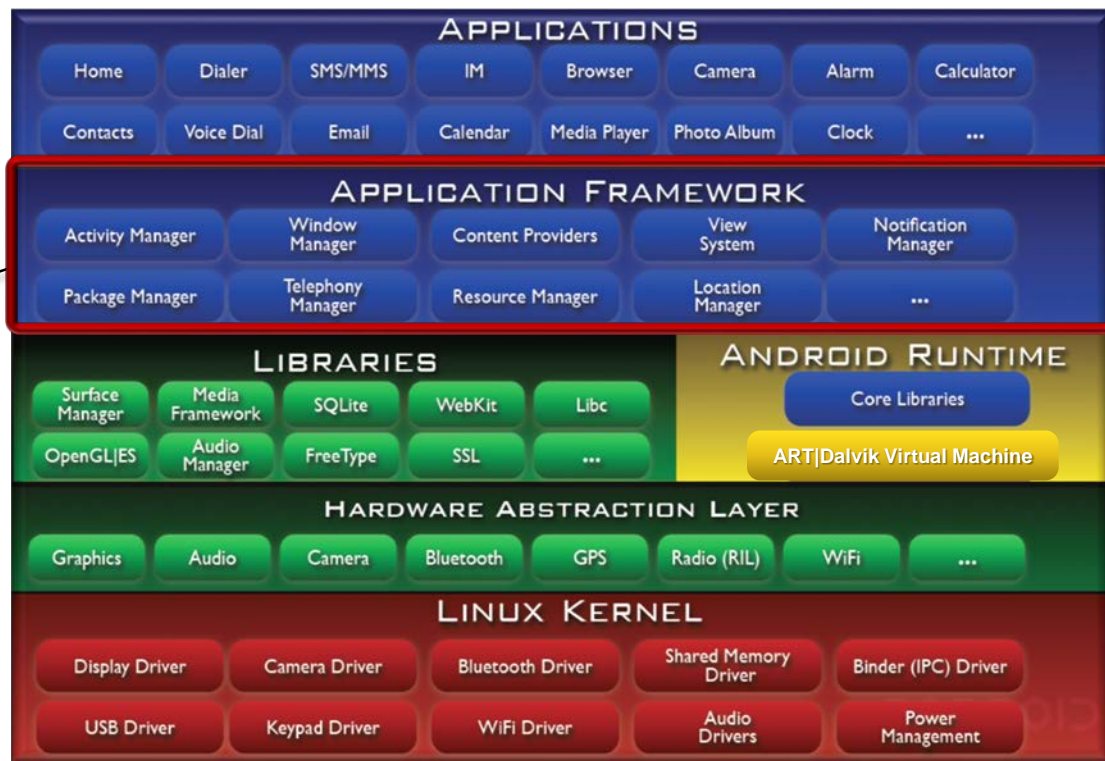 APPLICATIONS
Home Dialer SMS/MMS IM Browser Camera Alarm Calculator
Contacts Voice Dial Email Calendar Media Player Photo Album Clock ...
APPLICATION FRAMEWORK
Activity Manager Window Manager Content Providers View System Notification Manager
Package Manager Telephony Manager Resource Manager Location Manager ...
LIBRARIES
Surface Manager Media Framework SQLite WebKit Libc
OpenGL|ES Audio Manager FreeType SSL ...
ANDROID RUNTIME
Core Libraries
ART|Dalvik Virtual Machine
HARDWARE ABSTRACTION LAYER
Graphics Audio Camera Bluetooth GPS Radio (RIL) WiFi ...
LINUX KERNEL
Display Driver Camera Driver Bluetooth Driver Shared Memory Driver Binder (IPC) Driver
USB Driver Keypad Driver WiFi Driver Audio Drivers Power Management